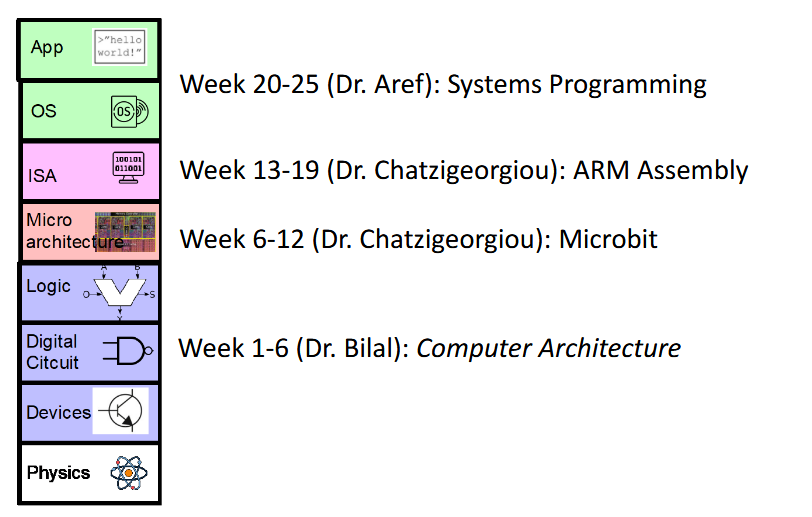 App
>"hello
world!"
Week 20-25 (Dr. Aref): Systems Programming
OS
OS
ISA
100101
011001
Week 13-19 (Dr. Chatzigeorgiou): ARM Assembly
Micro
architecture
Week 6-12 (Dr. Chatzigeorgiou): Microbit
Logic
A B
O S
Y
Digital
Citcuit
Week 1-6 (Dr. Bilal): Computer Architecture
Devices
Physics